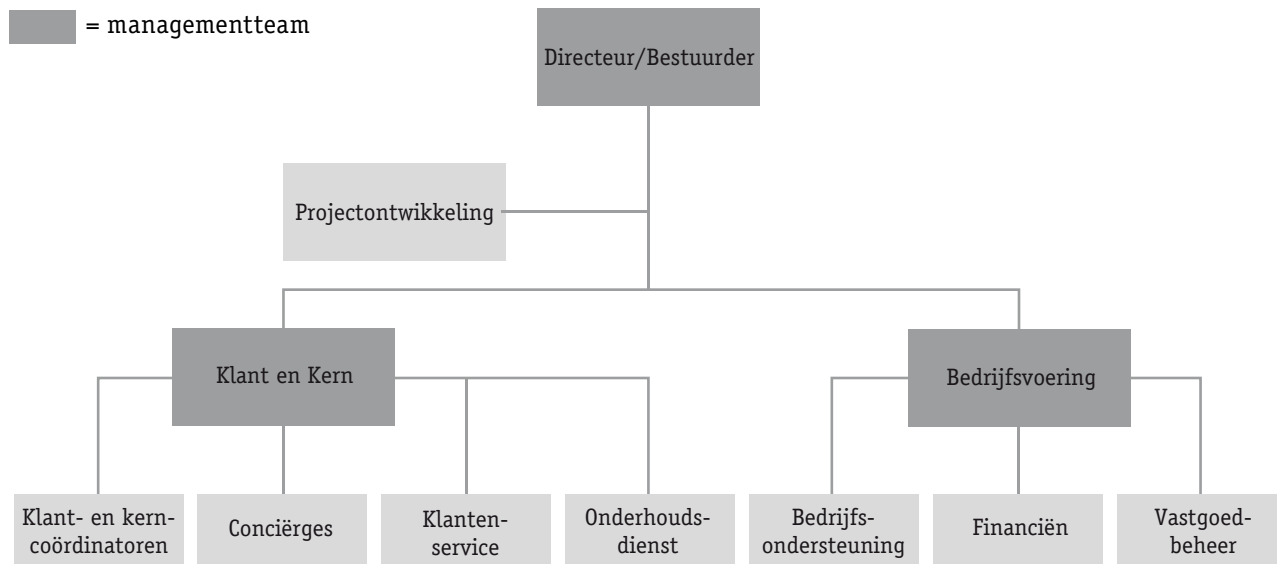 = managementteam
Directeur/Bestuurder
Projectontwikkeling
Klant en Kern
Bedrijfsvoering
Klant- en kern-
coördinatoren
Conciërges
Klanten-
service
Onderhouds-
dienst
Bedrijfs-
ondersteuning
Financiën
Vastgoed-
beheer